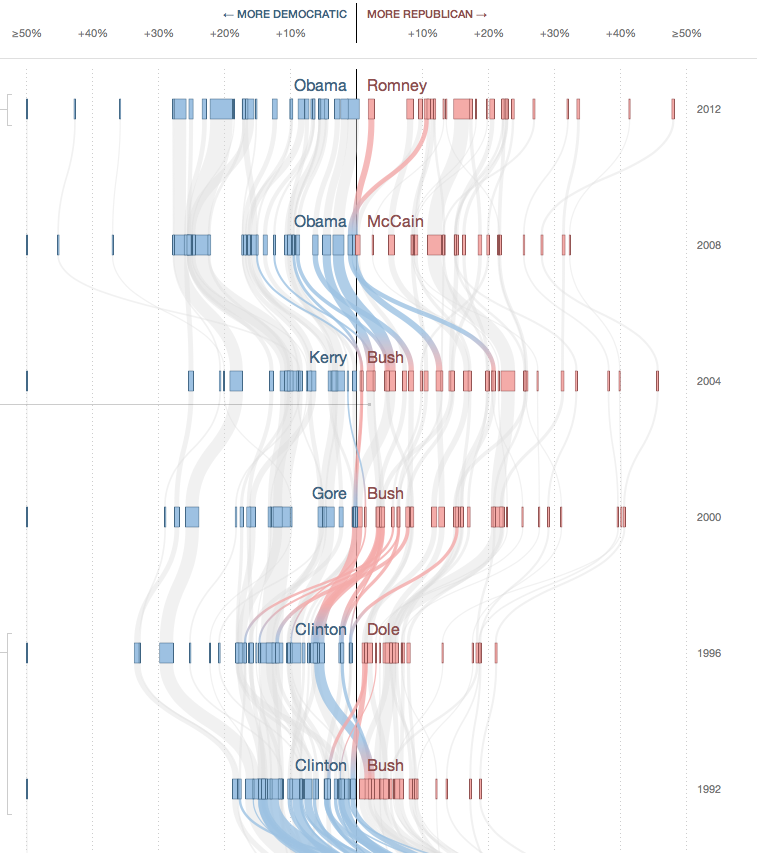 ← MORE DEMOCRATIC MORE REPUBLICAN →
≥50% +40% +30% +20% +10% +10% +20% +30% +40% ≥50%
Obama Romney
2012
Obama McCain
2008
Kerry Bush
2004
Gore Bush
2000
Clinton Dole
1996
Clinton Bush
1992